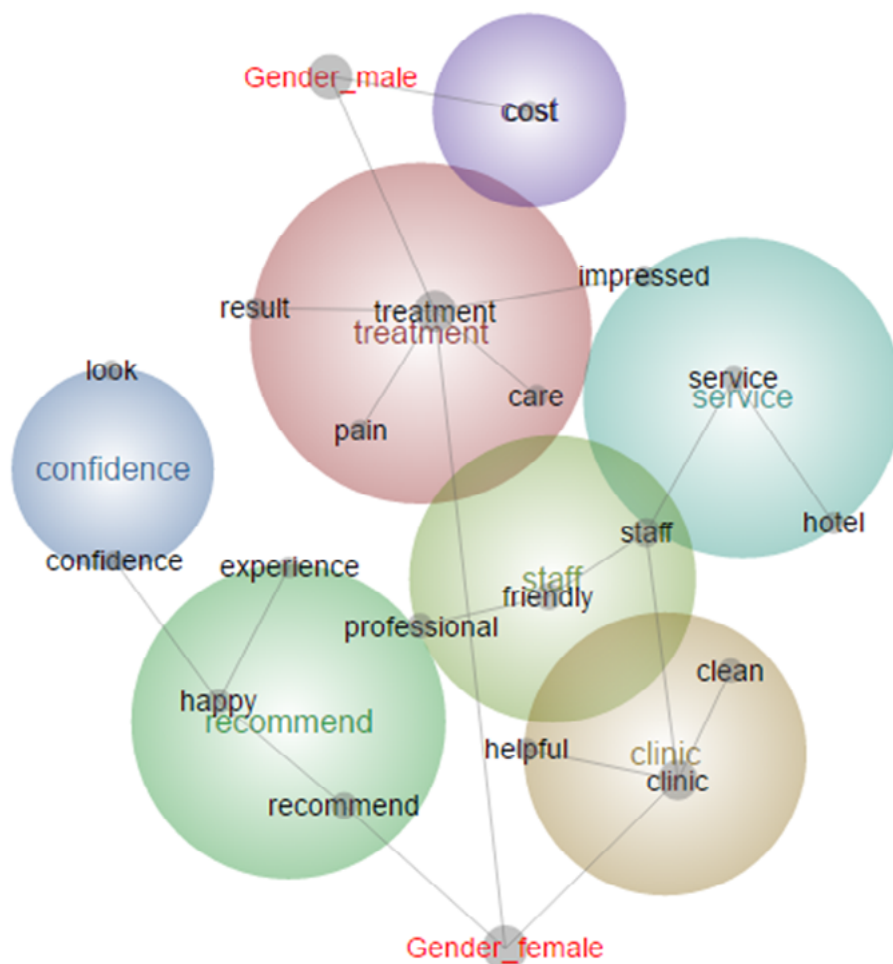 Gender_male
cost
impressed
result
treatment
treatment
look
service
service
care
pain
confidence
hotel
staff
confidence
experience
staff
friendly
professional
clean
happy
recommend
helpful
clinic
clinic
recommend
Gender_female